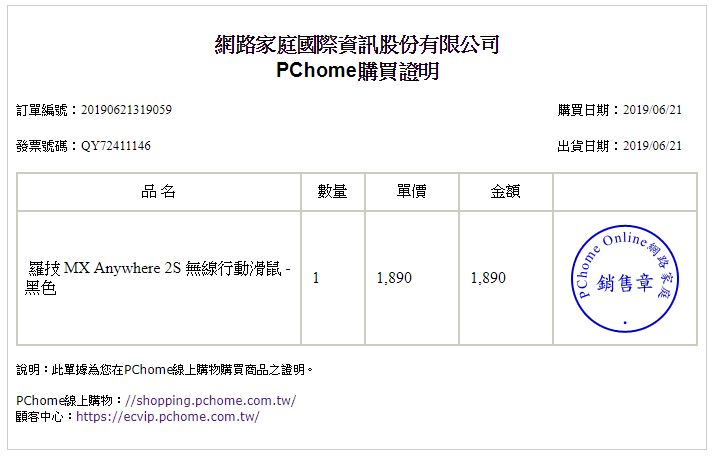 網路家庭國際資訊股份有限公司
PChome購買證明
訂單編號：20190621319059
購買日期：2019/06/21
發票號碼：QY72411146
出貨日期：2019/06/21
品 名 數量 單價 金額
羅技 MX Anywhere 2S 無線行動滑鼠 -
黑色
1 1,890 1,890
PChome Online網路家庭
銷售章
說明：此單據為您在PChome線上購物購買商品之證明。
PChome線上購物：//shopping.pchome.com.tw/
顧客中心：https://ecvip.pchome.com.tw/